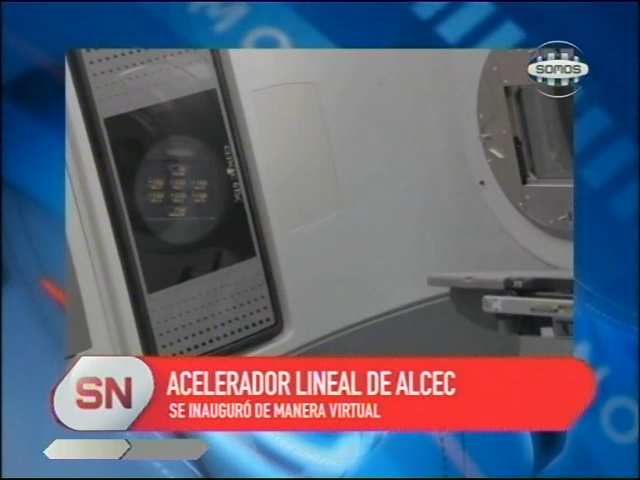 SOMOS
SN
ACELERADOR LINEAL DE ALCEC
SE INAUGURÓ DE MANERA VIRTUAL